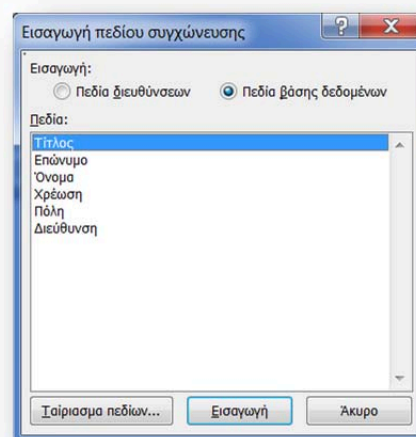 Εισαγωγή πεδίου συγχώνευσης
Εισαγωγή:
Πεδία διευθύνσεων Πεδία βάσης δεδομένων
Πεδία:
Τίτλος
Επώνυμο
Όνομα
Χρέωση
Πόλη
Διεύθυνση
Ταίριασμα πεδίων... Εισαγωγή Άκυρο